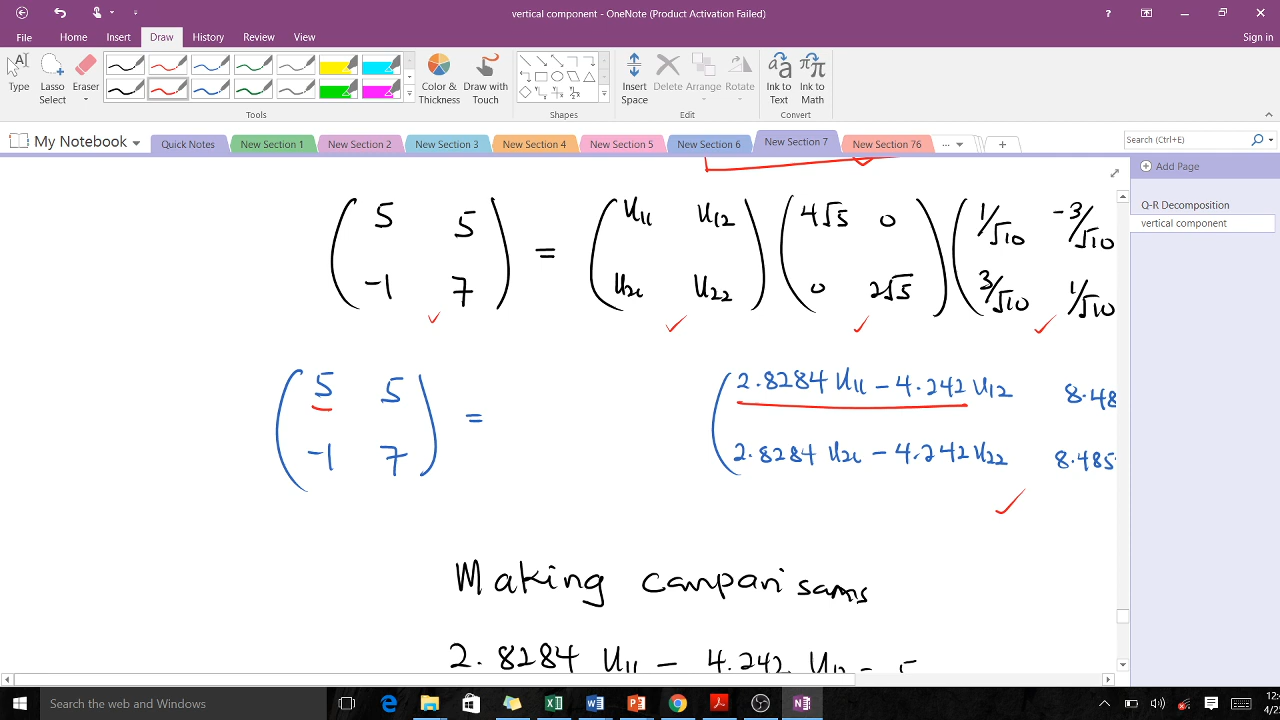 vertical component - OneNote (Product Activation Failed)
Sign in
File Home Insert Draw History Review View
Type Lasso Select Eraser Color & Thickness Draw with Touch Insert Space Delete Arrange Rotate Ink to Text Ink to Math
Tools Shapes Edit Convert
My Notebook Quick Notes New Section 1 New Section 2 New Section 3 New Section 4 New Section 5 New Section 6 New Section 7 New Section 76 ... Search (Ctrl+E)
Add Page
Q-R Decomposition
vertical component
5 5 U11 U12 4√5 0 1/√10 -3/√10
=
-1 7 U21 U22 0 2√5 3/√10 1/√10
5 5 2.8284 U11 - 4.242 U12 8.48
=
-1 7 2.8284 U21 - 4.242 U22 8.485
Making comparisons
2.8284 U11 - 4.242 U12 = 5
Search the web and Windows
12:
4/2